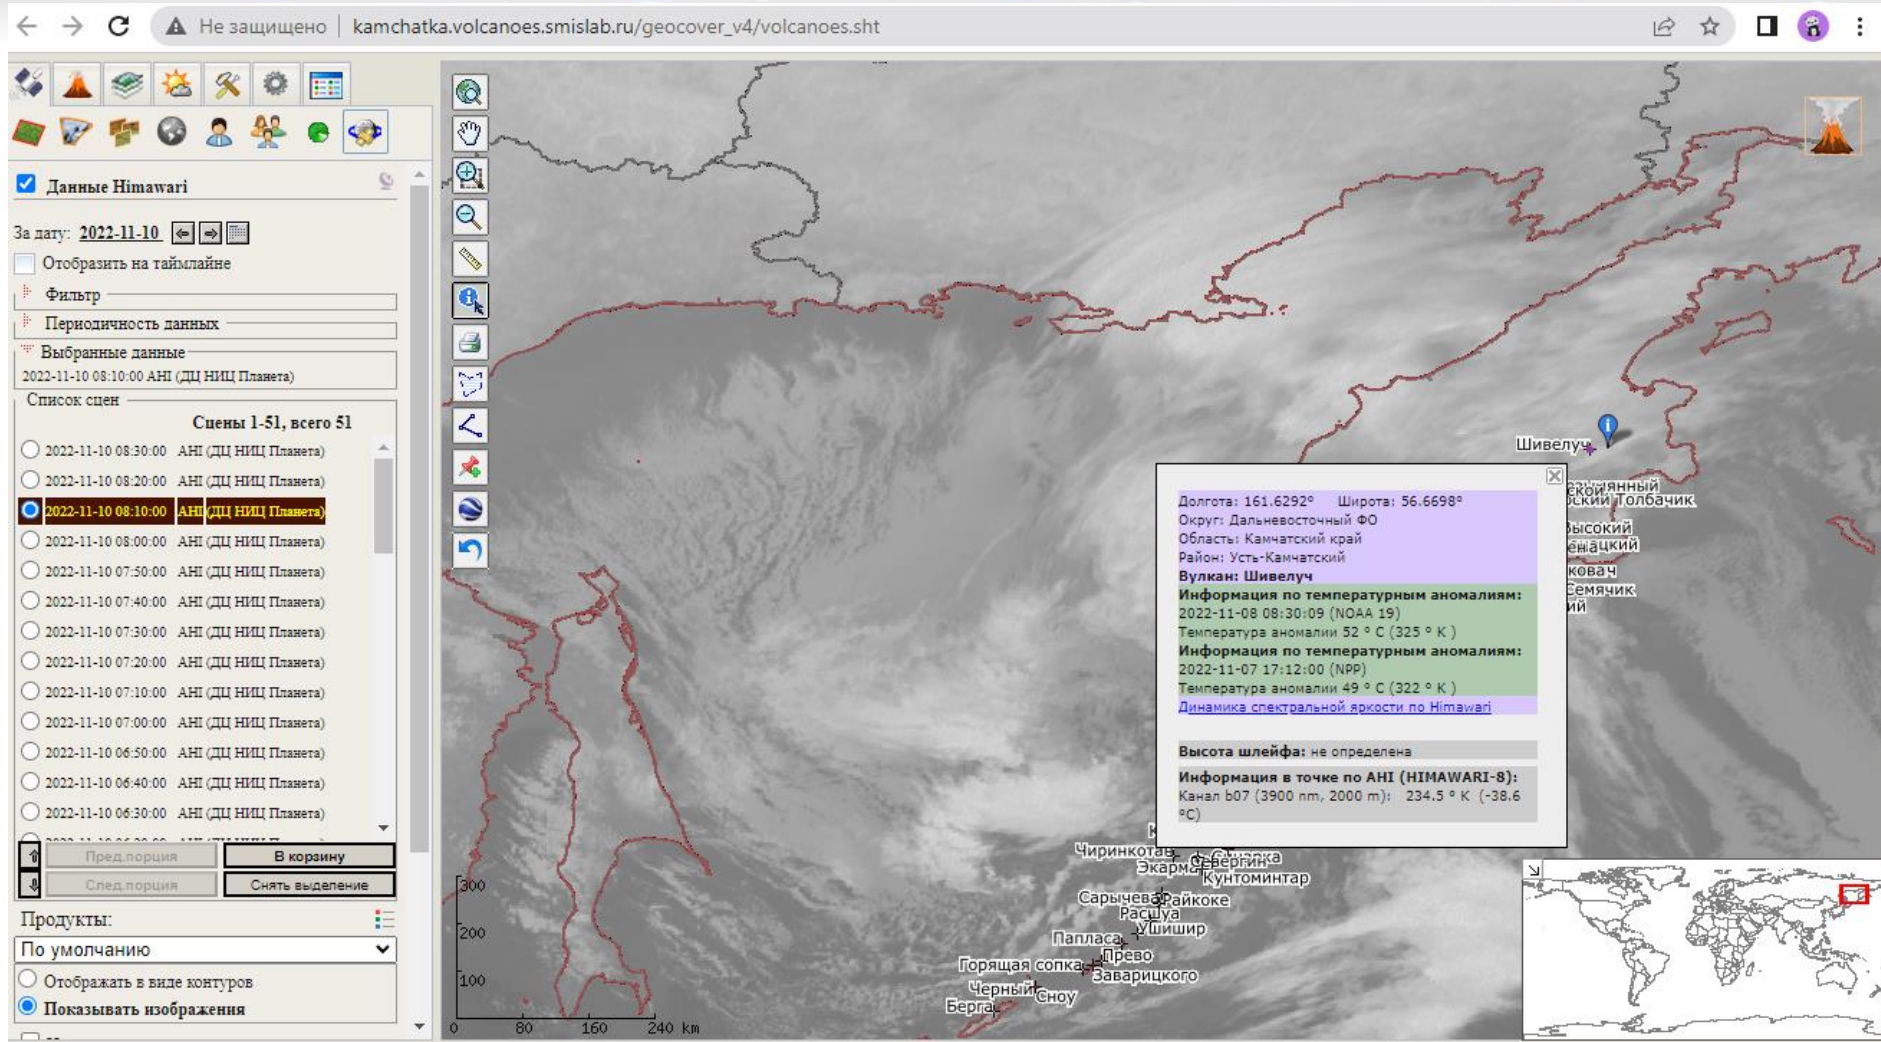 Не защищено | kamchatka.volcanoes.smislab.ru/geocover_v4/volcanoes.sht
Данные Himawari
За дату: 2022-11-10
Отобразить на таймлайне
Фильтр
Периодичность данных
Выбранные данные
2022-11-10 08:10:00 AHI (ДЦ НИЦ Планета)
Список сцен
Сцены 1-51, всего 51
2022-11-10 08:30:00 AHI (ДЦ НИЦ Планета)
2022-11-10 08:20:00 AHI (ДЦ НИЦ Планета)
2022-11-10 08:10:00 AHI (ДЦ НИЦ Планета)
2022-11-10 08:00:00 AHI (ДЦ НИЦ Планета)
2022-11-10 07:50:00 AHI (ДЦ НИЦ Планета)
2022-11-10 07:40:00 AHI (ДЦ НИЦ Планета)
2022-11-10 07:30:00 AHI (ДЦ НИЦ Планета)
2022-11-10 07:20:00 AHI (ДЦ НИЦ Планета)
2022-11-10 07:10:00 AHI (ДЦ НИЦ Планета)
2022-11-10 07:00:00 AHI (ДЦ НИЦ Планета)
2022-11-10 06:50:00 AHI (ДЦ НИЦ Планета)
2022-11-10 06:40:00 AHI (ДЦ НИЦ Планета)
2022-11-10 06:30:00 AHI (ДЦ НИЦ Планета)
Пред.порция
В корзину
След.порция
Снять выделение
Продукты:
По умолчанию
Отображать в виде контуров
Показывать изображения
Шивелуч
Толбачик
Высокий
Семячик
Долгота: 161.6292° Широта: 56.6698°
Округ: Дальневосточный ФО
Область: Камчатский край
Район: Усть-Камчатский
Вулкан: Шивелуч
Информация по температурным аномалиям:
2022-11-08 08:30:09 (NOAA 19)
Температура аномалии 52 ° C (325 ° K )
Информация по температурным аномалиям:
2022-11-07 17:12:00 (NPP)
Температура аномалии 49 ° C (322 ° K )
Динамика спектральной яркости по Himawari
Высота шлейфа: не определена
Информация в точке по AHI (HIMAWARI-8):
Канал b07 (3900 nm, 2000 m): 234.5 ° K (-38.6
°C)
Чиринкотан
Экарма
Кунтоминтар
Сарычева
Райкоке
Расшуа
Ушишир
Папласа
Прево
Горящая сопка
Заварицкого
Черный
Сноу
Берга
300
200
100
0 80 160 240 km